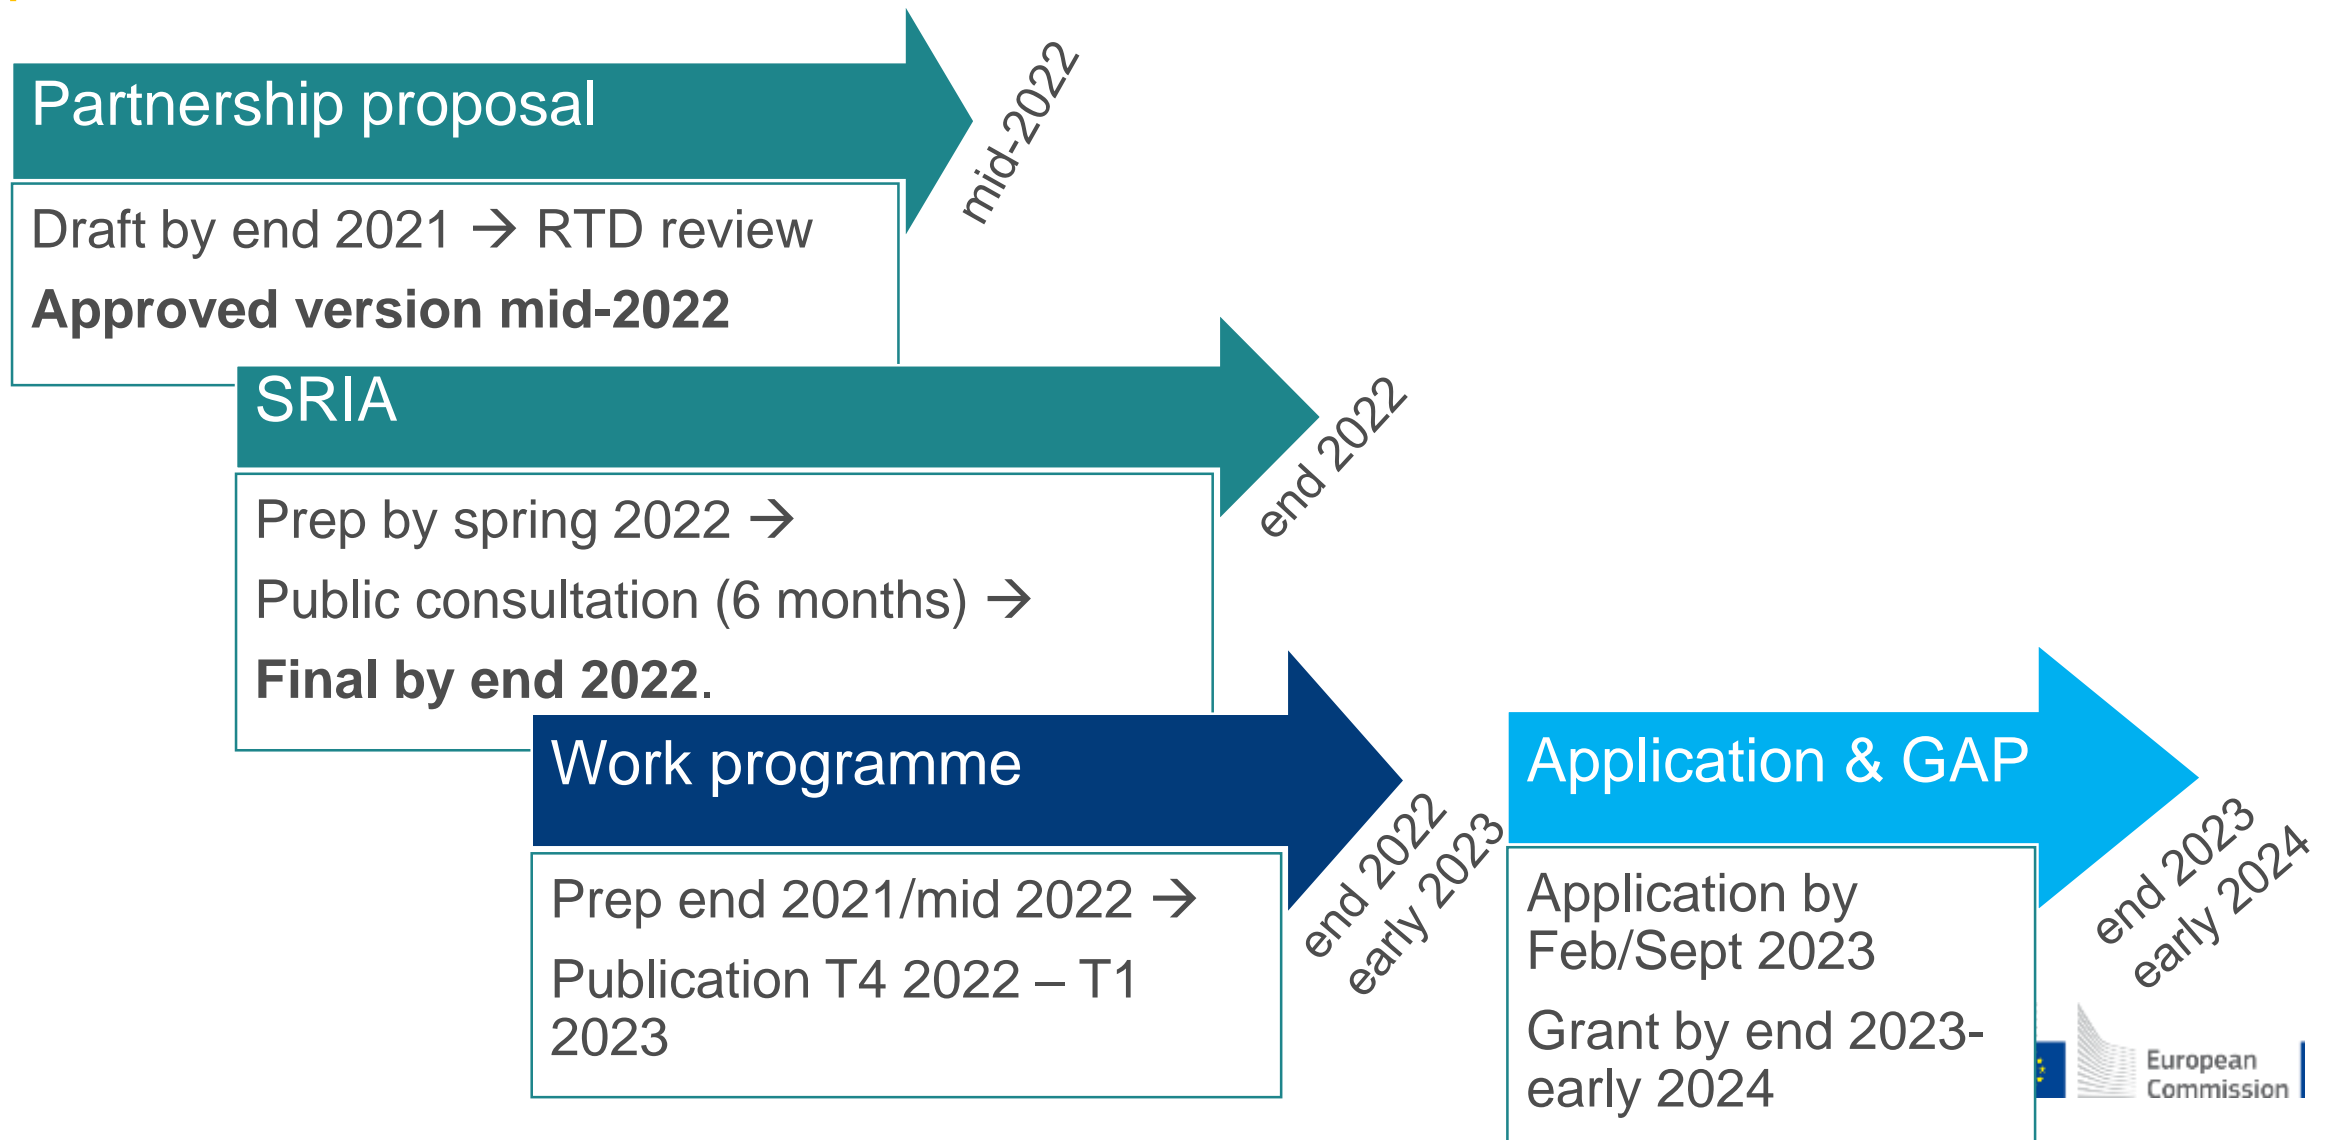 Partnership proposal
mid-2022
Draft by end 2021 → RTD review
Approved version mid-2022
SRIA
end 2022
Prep by spring 2022 →
Public consultation (6 months) →
Final by end 2022.
Work programme
end 2022
early 2023
Prep end 2021/mid 2022 →
Publication T4 2022 – T1
2023
Application & GAP
end 2023
early 2024
Application by
Feb/Sept 2023
Grant by end 2023-
early 2024
European
Commission